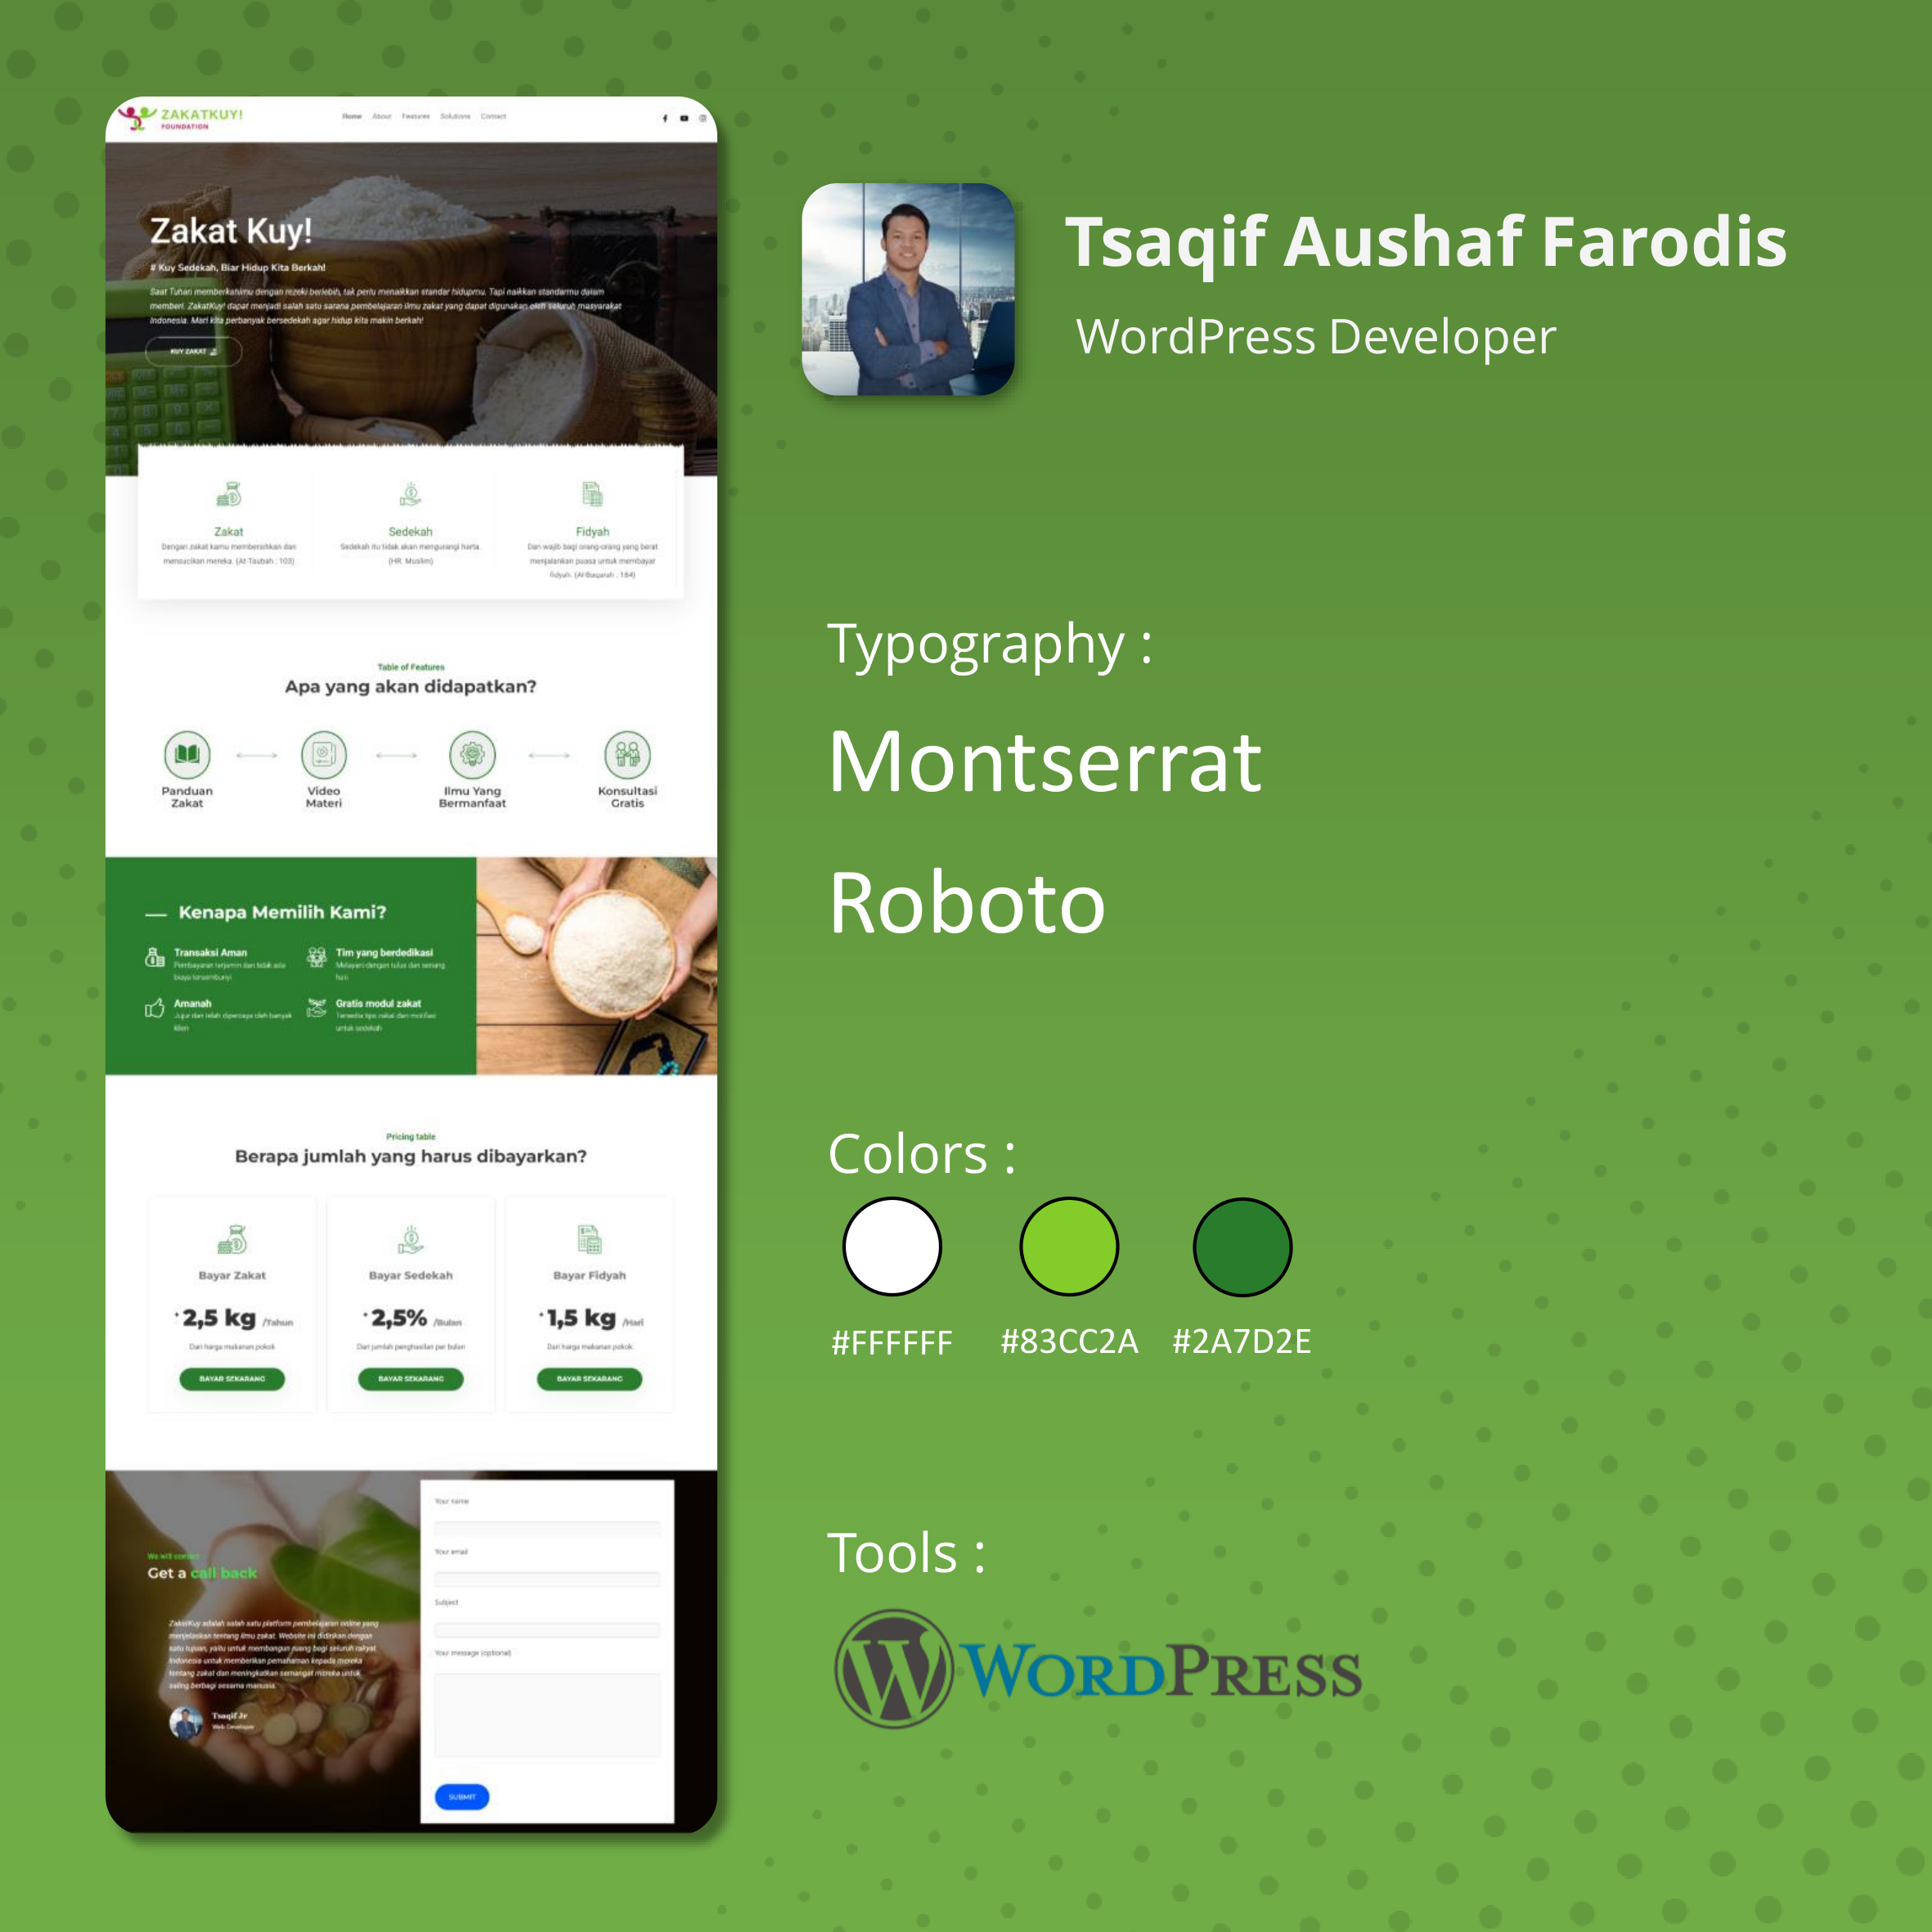 ZAKATKUY!
FOUNDATION
Home About Features Solutions Contact
Zakat Kuy!
# Kuy Sedekah, Biar Hidup Kita Berkah!
Saat Tuhan memberkahimu dengan rezeki berlebih, tak perlu menaikkan standar hidupmu. Tapi naikkan standarmu dalam
memberi. ZakatKuy! dapat menjadi salah satu sarana pembelajaran ilmu zakat yang dapat digunakan oleh seluruh masyarakat
Indonesia. Mari kita perbanyak bersedekah agar hidup kita makin berkah!
KUY ZAKAT
Zakat
Dengan zakat kamu membersihkan dan
mensucikan mereka. (At-Taubah : 103)
Sedekah
Sedekah itu tidak akan mengurangi harta.
(HR. Muslim)
Fidyah
Dan wajib bagi orang-orang yang berat
menjalankan puasa untuk membayar
fidyah. (Al-Baqarah : 184)
Table of Features
Apa yang akan didapatkan?
Panduan
Zakat
Video
Materi
Ilmu Yang
Bermanfaat
Konsultasi
Gratis
Kenapa Memilih Kami?
Transaksi Aman
Pembayaran terjamin dan tidak ada
biaya tersembunyi
Tim yang berdedikasi
Melayani dengan tulus dan senang
hati
Amanah
Jujur dan telah dipercaya oleh banyak
klien
Gratis modul zakat
Tersedia tips zakat dan motifasi
untuk sedekah
Pricing table
Berapa jumlah yang harus dibayarkan?
Bayar Zakat
2,5 kg /Tahun
Dari harga makanan pokok
BAYAR SEKARANG
Bayar Sedekah
2,5% /Bulan
Dari jumlah penghasilan per bulan
BAYAR SEKARANG
Bayar Fidyah
1,5 kg /Hari
Dari harga makanan pokok.
BAYAR SEKARANG
We will contact
Get a call back
ZakatKuy adalah salah satu platform pembelajaran online yang
menjelaskan tentang ilmu zakat. Website ini didirikan dengan
satu tujuan, yaitu untuk membangun ruang bagi seluruh rakyat
Indonesia untuk memberikan pemahaman kepada mereka
tentang zakat dan meningkatkan semangat mereka untuk
saling berbagi sesama manusia.
Tsaqif Jr
Web Developer
Your name
Your email
Subject
Your message (optional)
SUBMIT
Tsaqif Aushaf Farodis
WordPress Developer
Typography :
Montserrat
Roboto
Colors :
#FFFFFF #83CC2A #2A7D2E
Tools :
WORDPRESS